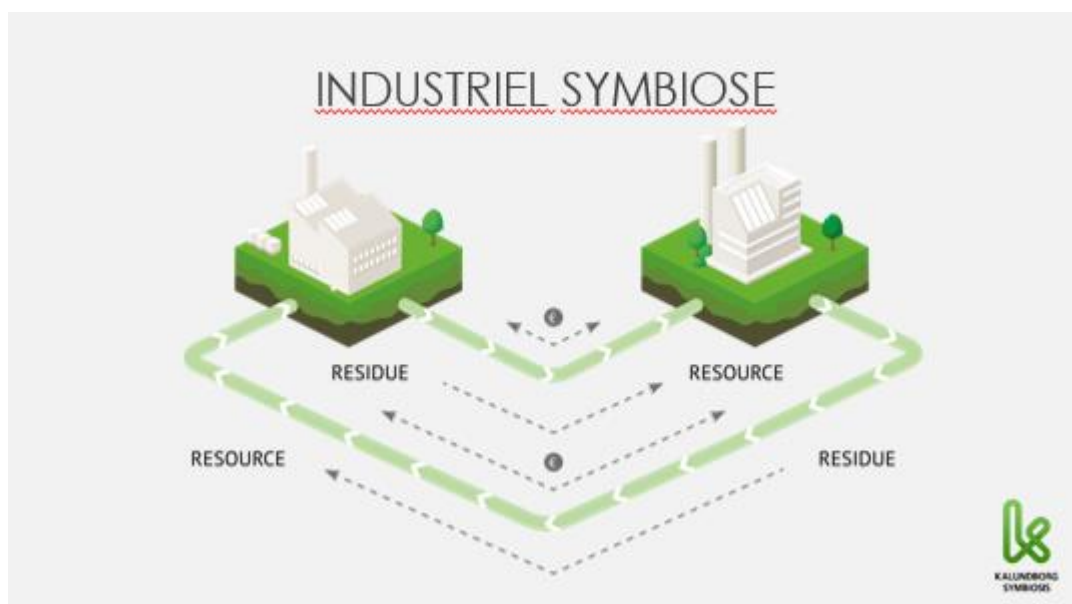 INDUSTRIEL SYMBIOSE
€
RESIDUE
RESOURCE
RESOURCE
€
RESIDUE
KALUNDBORG
SYMBIOSIS